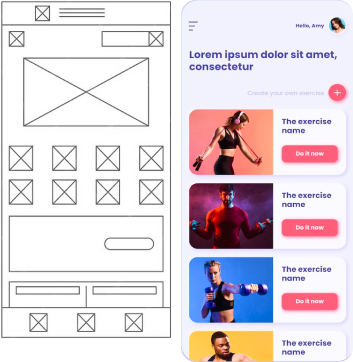 Hello, Amy
Lorem ipsum dolor sit amet,
consectetur
Create your own exercise
+
The exercise
name
Do it now
The exercise
name
Do it now
The exercise
name
Do it now
The exercise
name